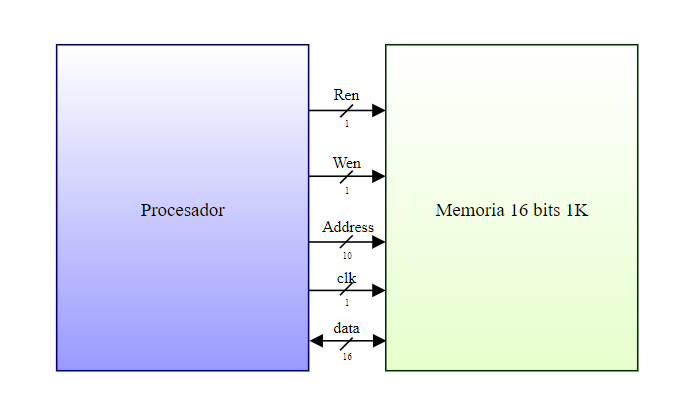 Procesador
Ren
1
Wen
1
Address
10
clk
1
data
16
Memoria 16 bits 1K